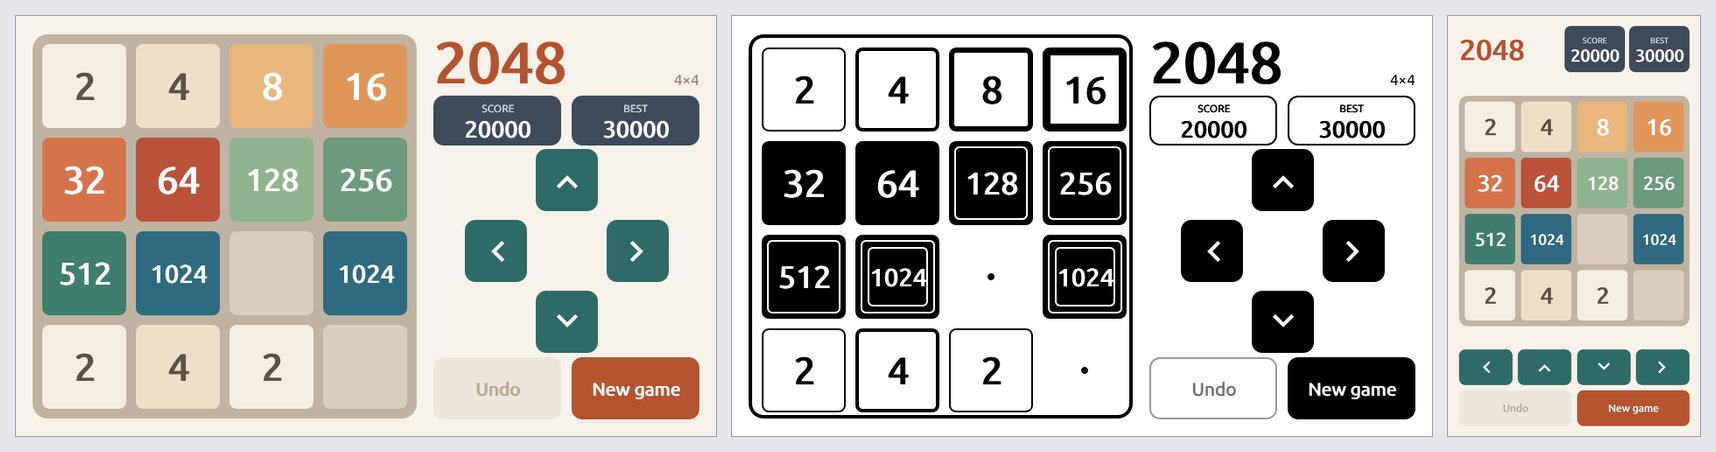 2 4 8 16
32 64 128 256
512 1024 1024
2 4 2
2048
4×4
SCORE BEST
20000 30000
Undo New game
2 4 8 16
32 64 128 256
512 1024 1024
2 4 2
2048
4×4
SCORE BEST
20000 30000
Undo New game
2048
SCORE BEST
20000 30000
2 4 8 16
32 64 128 256
512 1024 1024
2 4 2
Undo New game